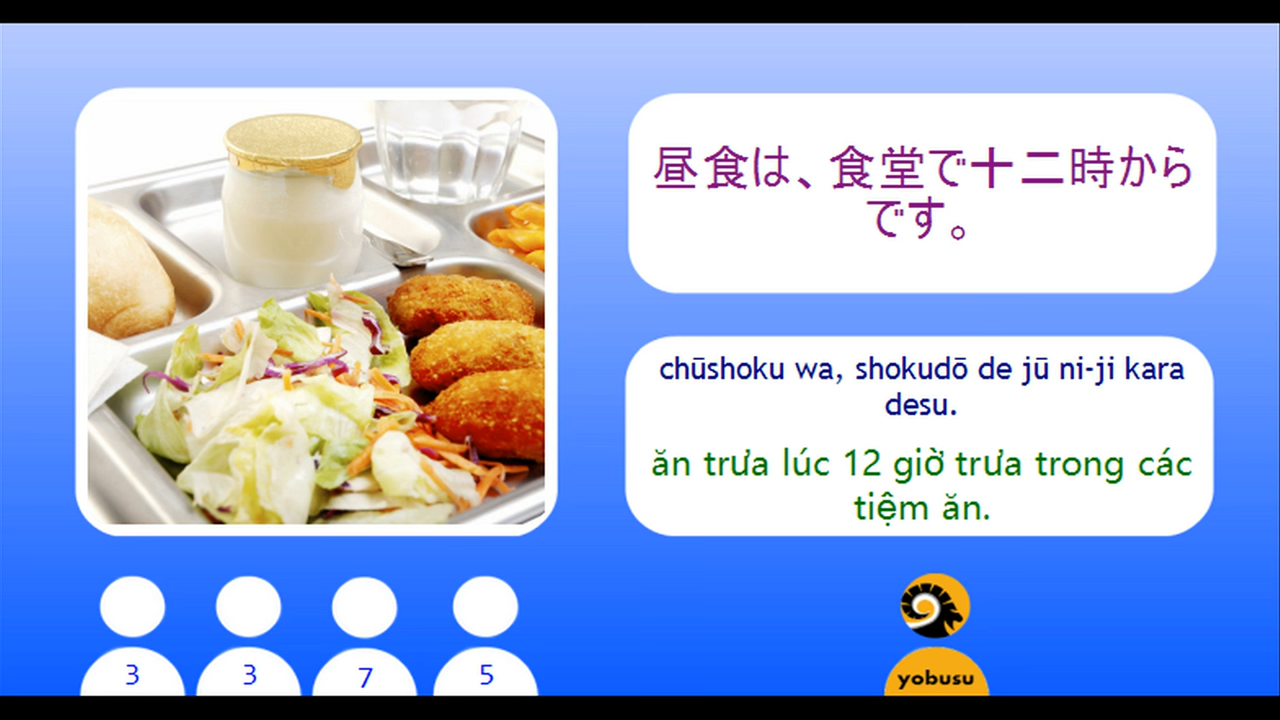 昼食は、食堂で十二時から
です。
chūshoku wa, shokudō de jū ni-ji kara
desu.
ăn trưa lúc 12 giờ trưa trong các
tiệm ăn.
3 3 7 5
yobusu